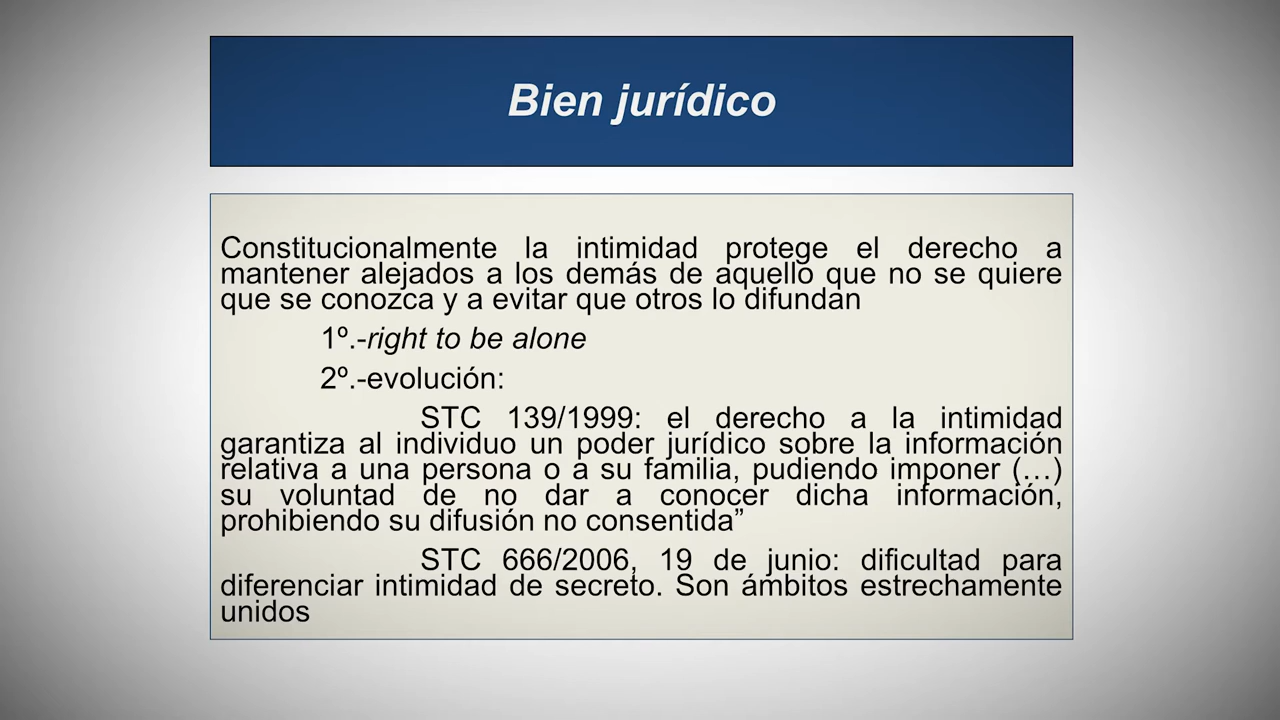 Bien jurídico
Constitucionalmente la intimidad protege el derecho a
mantener alejados a los demás de aquello que no se quiere
que se conozca y a evitar que otros lo difundan
1º.-right to be alone
2º.-evolución:
STC 139/1999: el derecho a la intimidad
garantiza al individuo un poder jurídico sobre la información
relativa a una persona o a su familia, pudiendo imponer (…)
su voluntad de no dar a conocer dicha información,
prohibiendo su difusión no consentida”
STC 666/2006, 19 de junio: dificultad para
diferenciar intimidad de secreto. Son ámbitos estrechamente
unidos